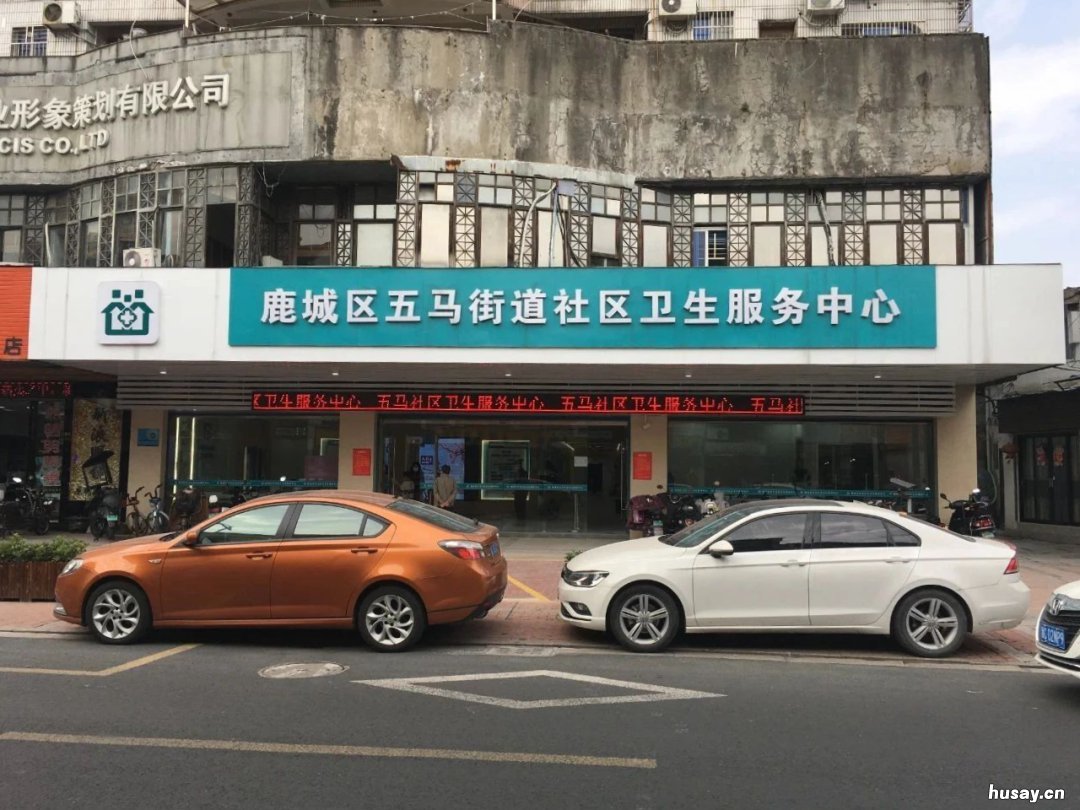 业形象策划有限公司
CIS CO.,LTD
鹿城区五马街道社区卫生服务中心
店
区卫生服务中心 五马社区卫生服务中心 五马社区卫生服务中心 五马社
husay.cn